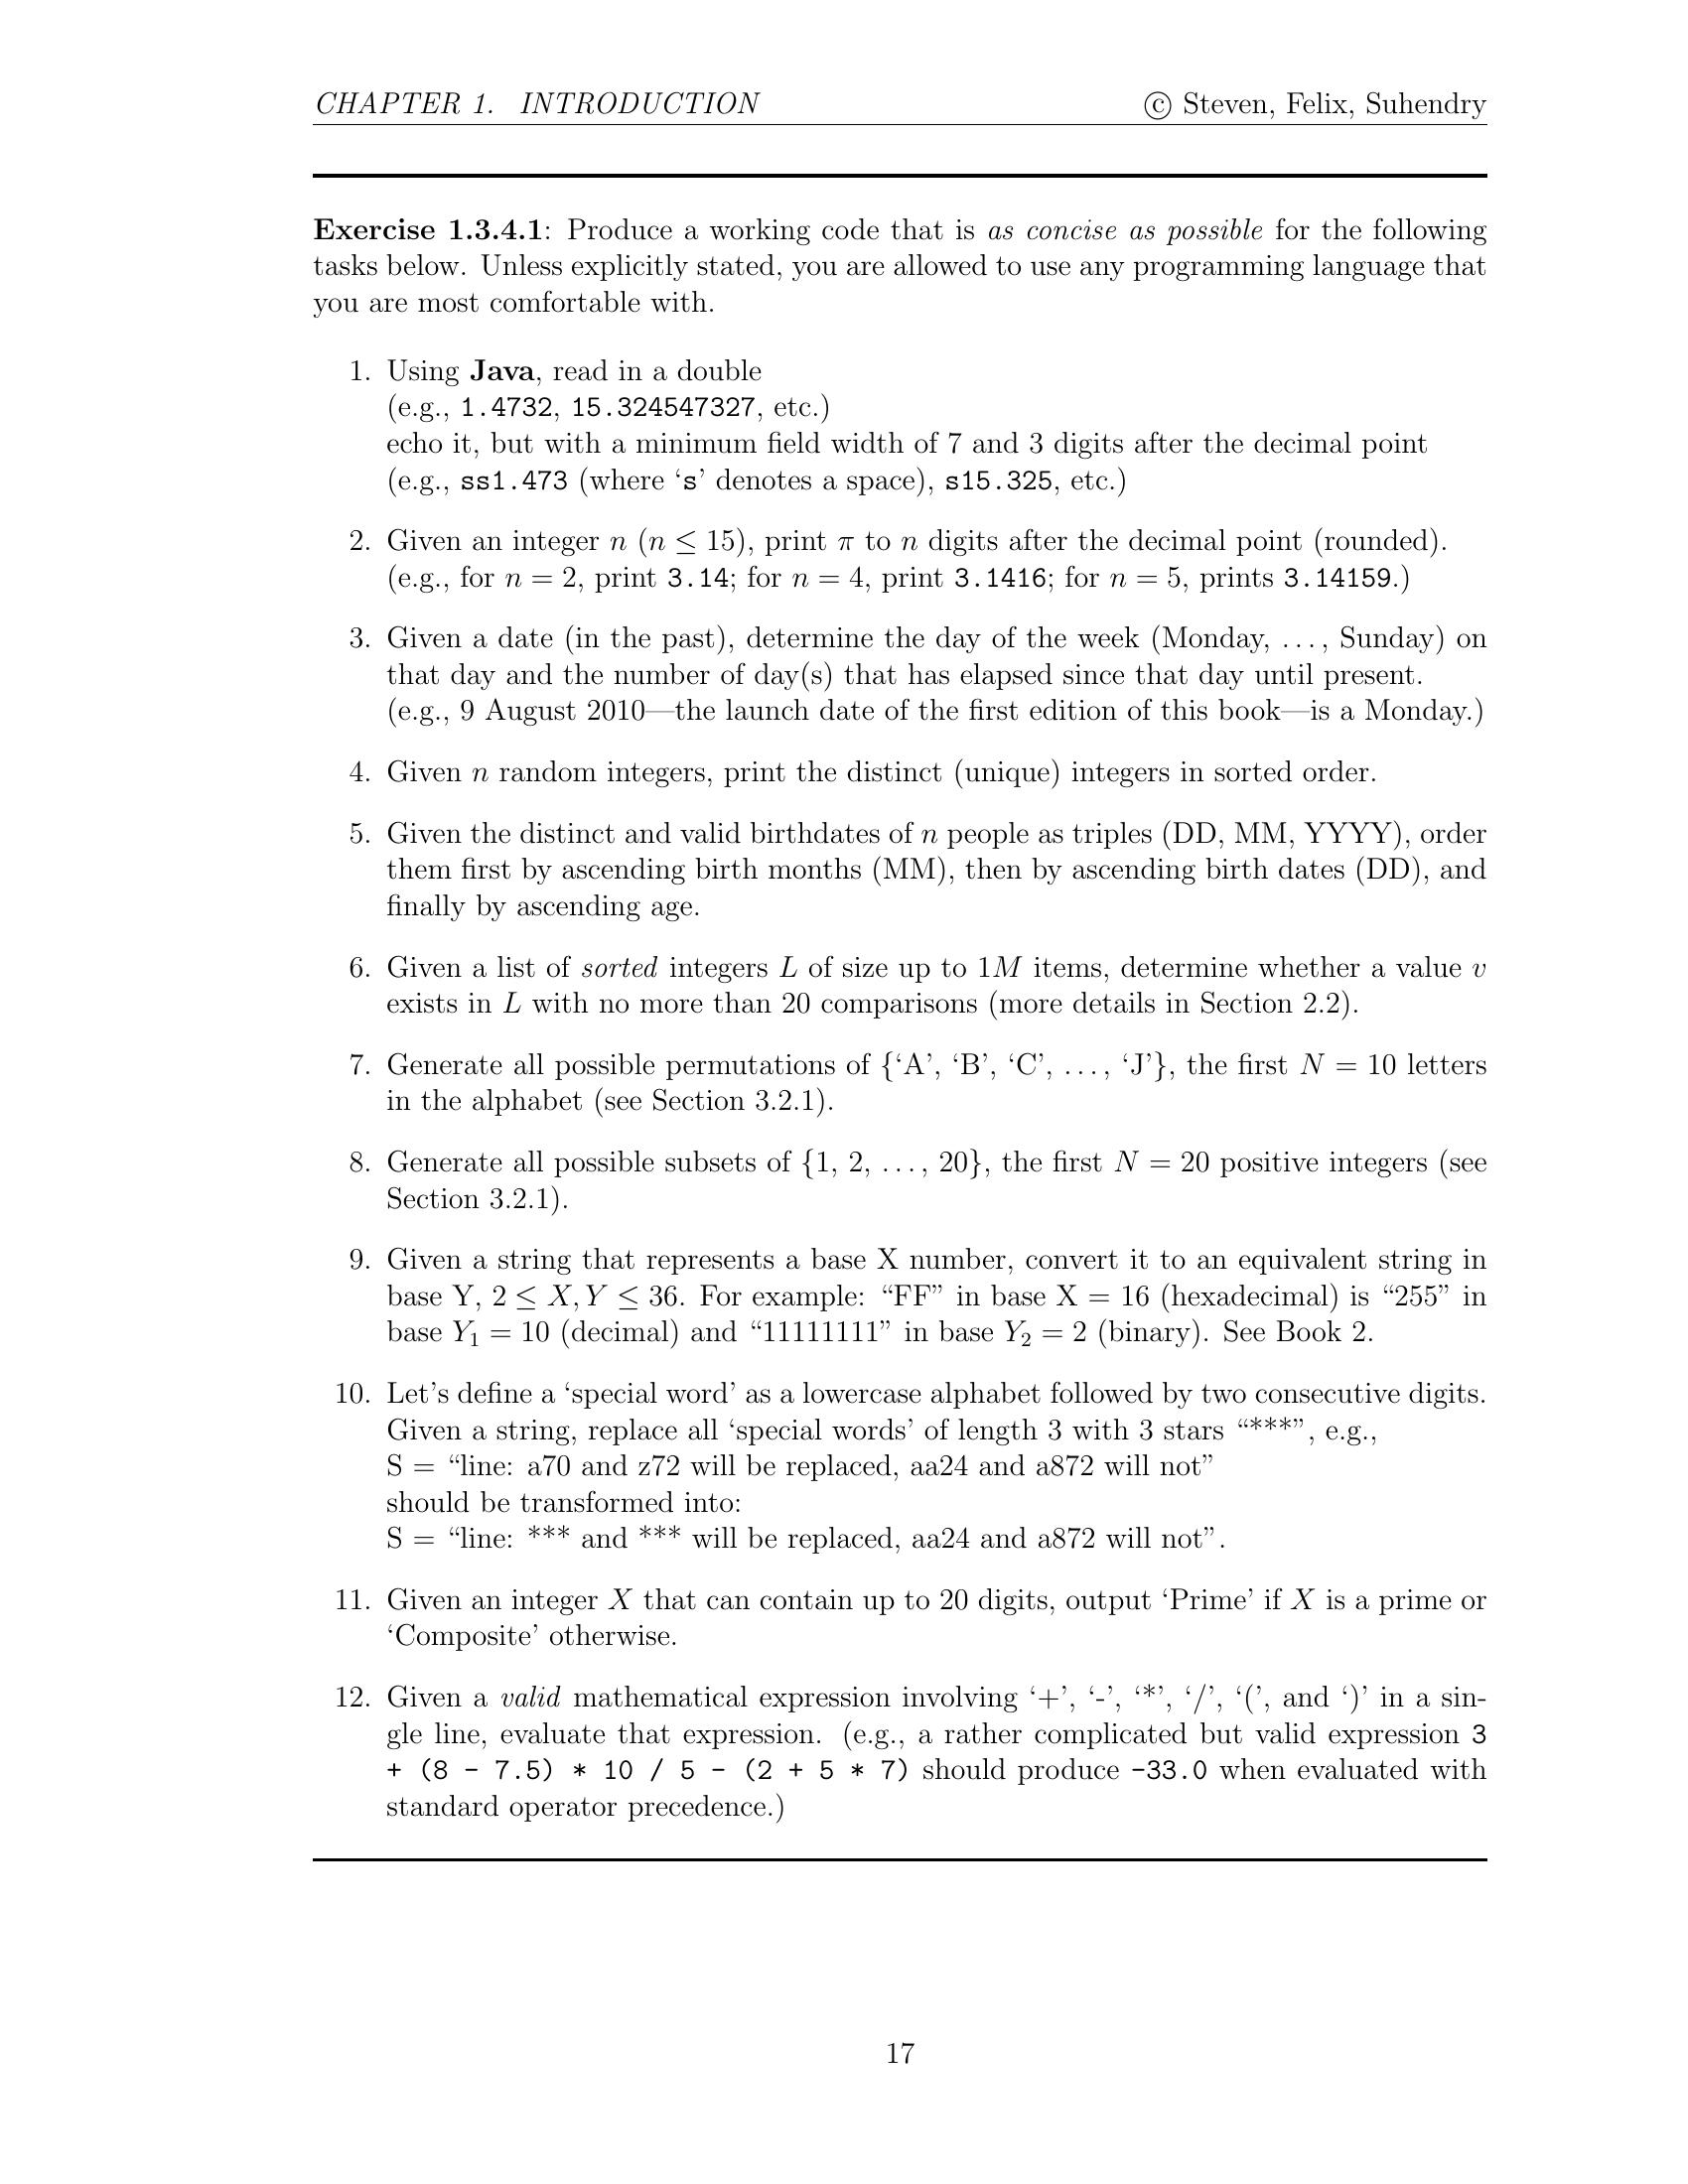 CHAPTER 1. INTRODUCTION © Steven, Felix, Suhendry
Exercise 1.3.4.1: Produce a working code that is as concise as possible for the following
tasks below. Unless explicitly stated, you are allowed to use any programming language that
you are most comfortable with.
1. Using Java, read in a double
(e.g., 1.4732, 15.324547327, etc.)
echo it, but with a minimum field width of 7 and 3 digits after the decimal point
(e.g., ss1.473 (where ‘s’ denotes a space), s15.325, etc.)
2. Given an integer n (n ≤ 15), print π to n digits after the decimal point (rounded).
(e.g., for n = 2, print 3.14; for n = 4, print 3.1416; for n = 5, prints 3.14159.)
3. Given a date (in the past), determine the day of the week (Monday, . . . , Sunday) on
that day and the number of day(s) that has elapsed since that day until present.
(e.g., 9 August 2010—the launch date of the first edition of this book—is a Monday.)
4. Given n random integers, print the distinct (unique) integers in sorted order.
5. Given the distinct and valid birthdates of n people as triples (DD, MM, YYYY), order
them first by ascending birth months (MM), then by ascending birth dates (DD), and
finally by ascending age.
6. Given a list of sorted integers L of size up to 1M items, determine whether a value v
exists in L with no more than 20 comparisons (more details in Section 2.2).
7. Generate all possible permutations of {‘A’, ‘B’, ‘C’, . . . , ‘J’}, the first N = 10 letters
in the alphabet (see Section 3.2.1).
8. Generate all possible subsets of {1, 2, . . . , 20}, the first N = 20 positive integers (see
Section 3.2.1).
9. Given a string that represents a base X number, convert it to an equivalent string in
base Y, 2 ≤ X, Y ≤ 36. For example: “FF” in base X = 16 (hexadecimal) is “255” in
base Y₁ = 10 (decimal) and “11111111” in base Y₂ = 2 (binary). See Book 2.
10. Let’s define a ‘special word’ as a lowercase alphabet followed by two consecutive digits.
Given a string, replace all ‘special words’ of length 3 with 3 stars “***”, e.g.,
S = “line: a70 and z72 will be replaced, aa24 and a872 will not”
should be transformed into:
S = “line: *** and *** will be replaced, aa24 and a872 will not”.
11. Given an integer X that can contain up to 20 digits, output ‘Prime’ if X is a prime or
‘Composite’ otherwise.
12. Given a valid mathematical expression involving ‘+’, ‘-’, ‘*’, ‘/’, ‘(’, and ‘)’ in a sin-
gle line, evaluate that expression. (e.g., a rather complicated but valid expression 3
+ (8 - 7.5) * 10 / 5 - (2 + 5 * 7) should produce -33.0 when evaluated with
standard operator precedence.)
17